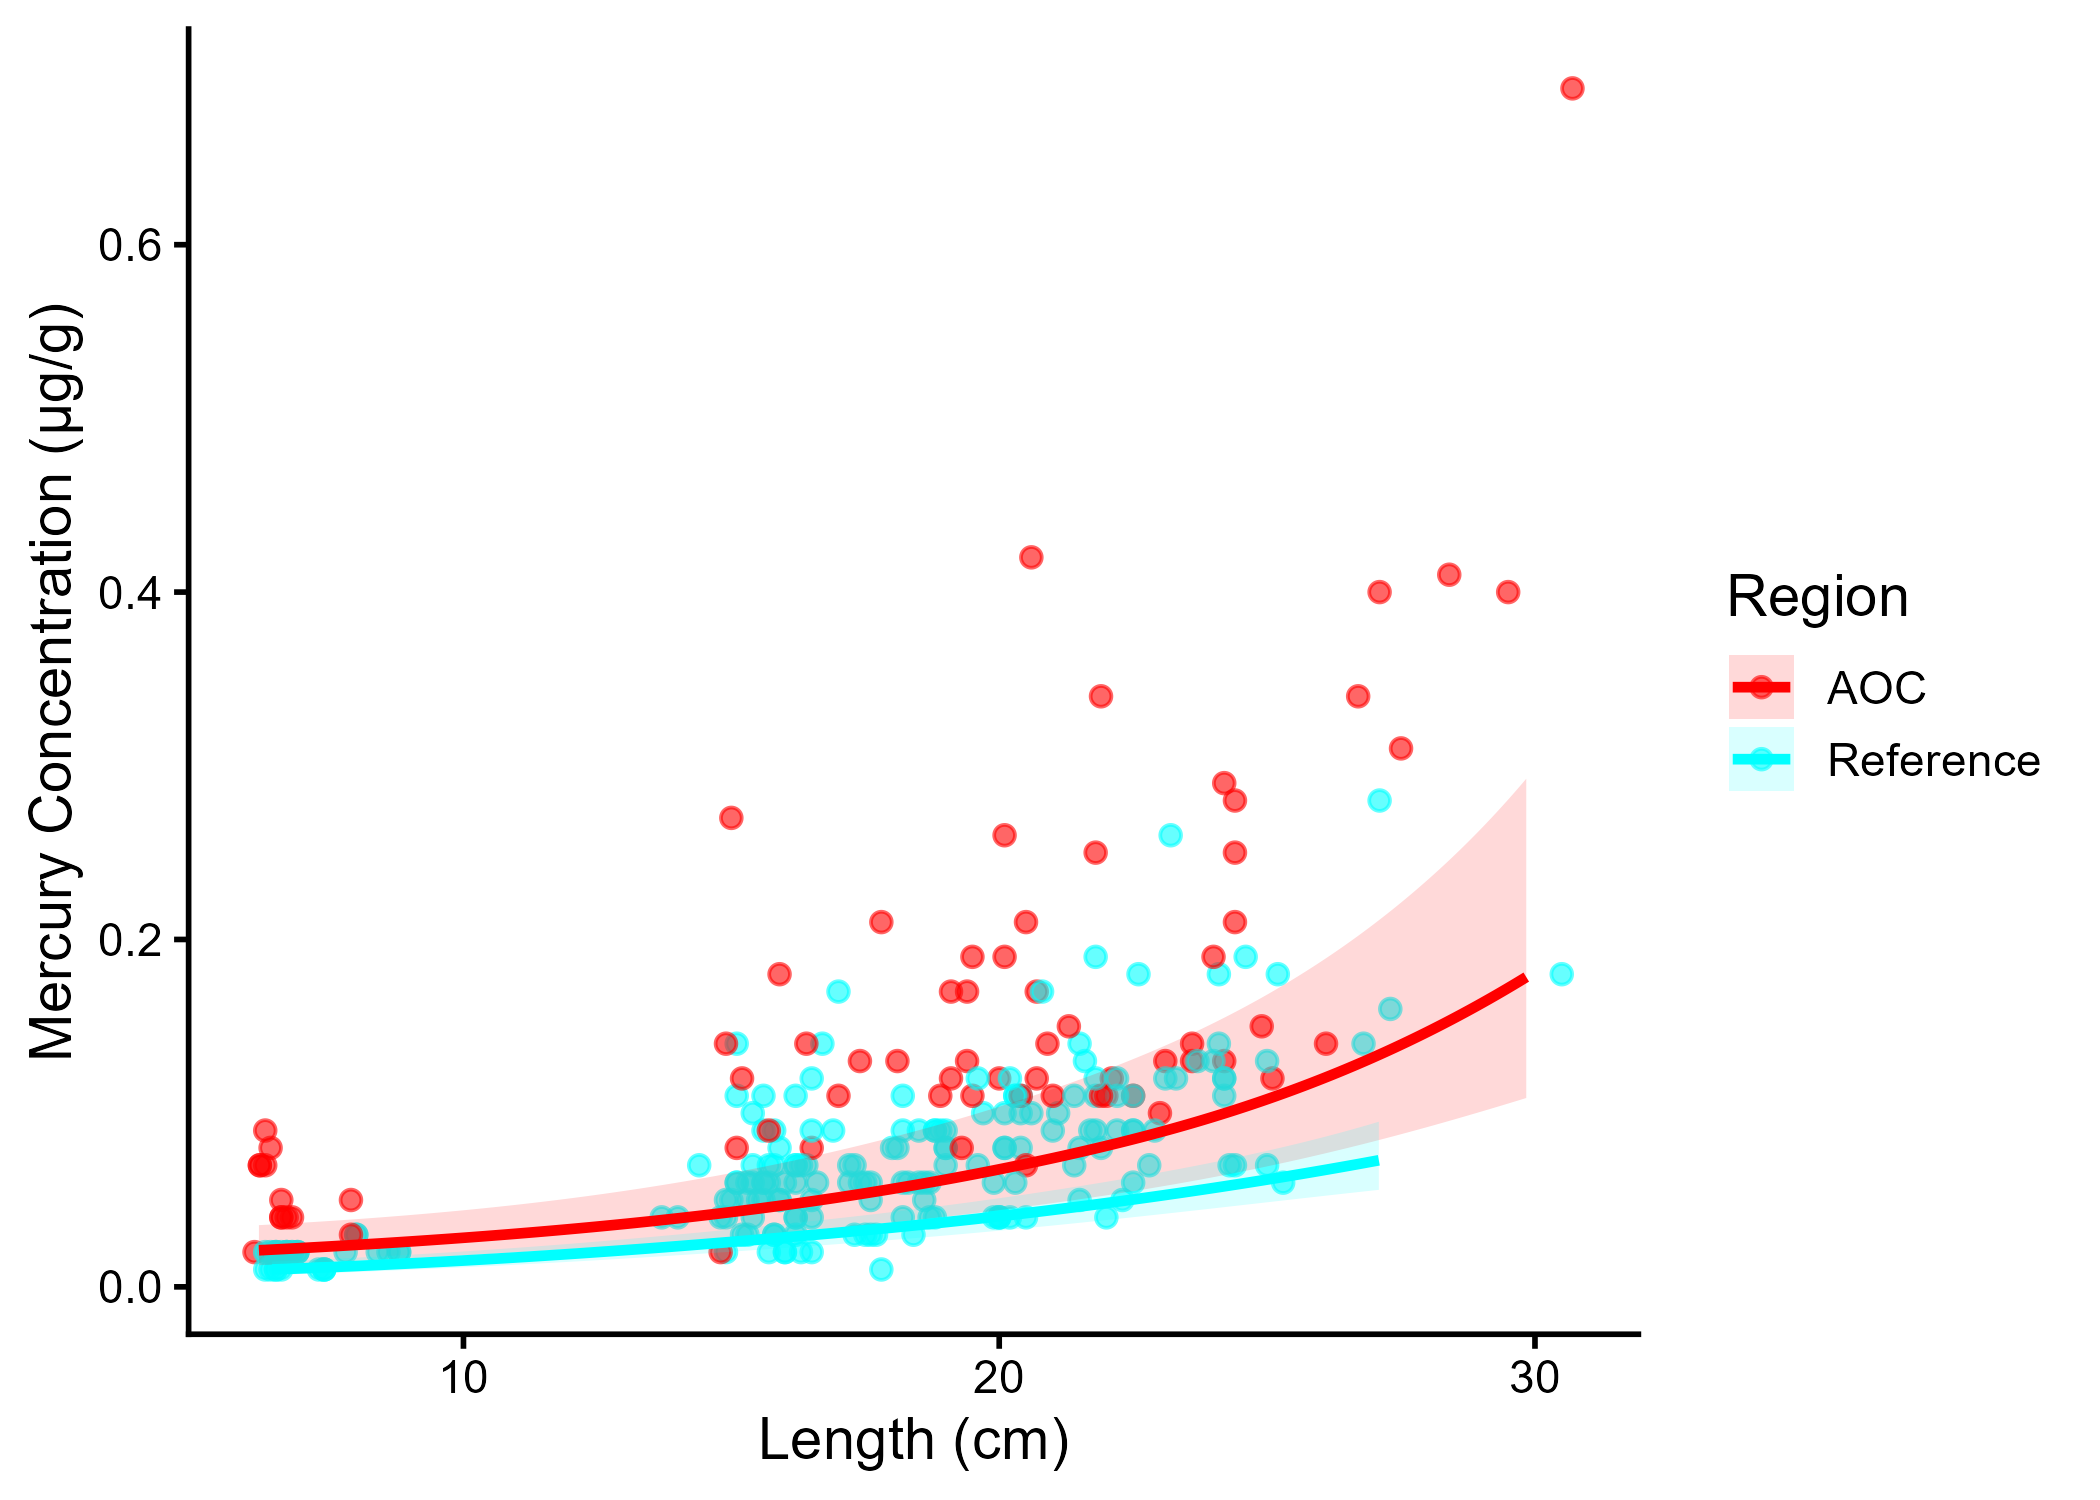 Mercury Concentration (µg/g)
0.6
0.4
0.2
0.0
10 20 30
Length (cm)
Region
AOC
Reference